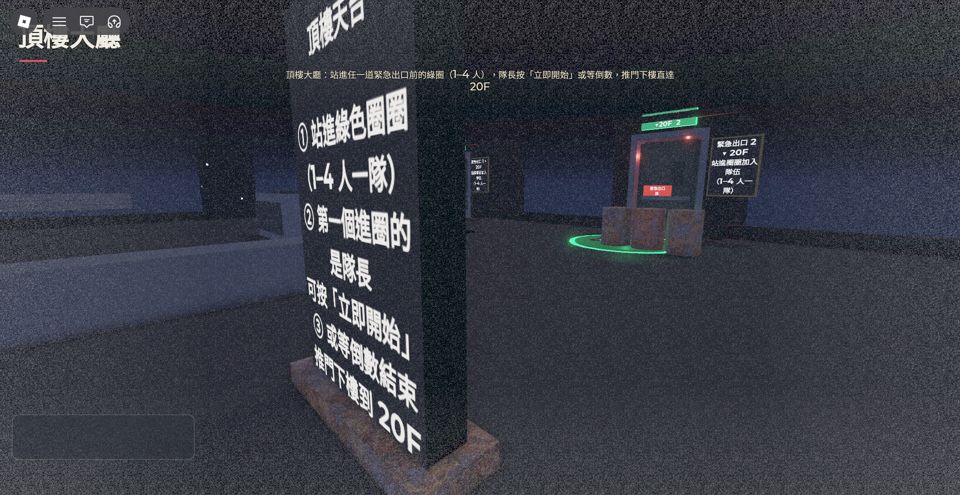 頂樓大廳
頂樓大廳：站進任一道緊急出口前的綠圈（1–4 人），隊長按「立即開始」或等倒數，推門下樓直達
20F
頂樓天台
① 站進綠色圈圈
(1–4 人一隊)
② 第一個進圈的
是隊長
可按「立即開始」
③ 或等倒數結束
推門下樓到 20F
緊急出口 2
▼ 20F
站進圈圈加入
隊伍
(1–4 人一
隊)